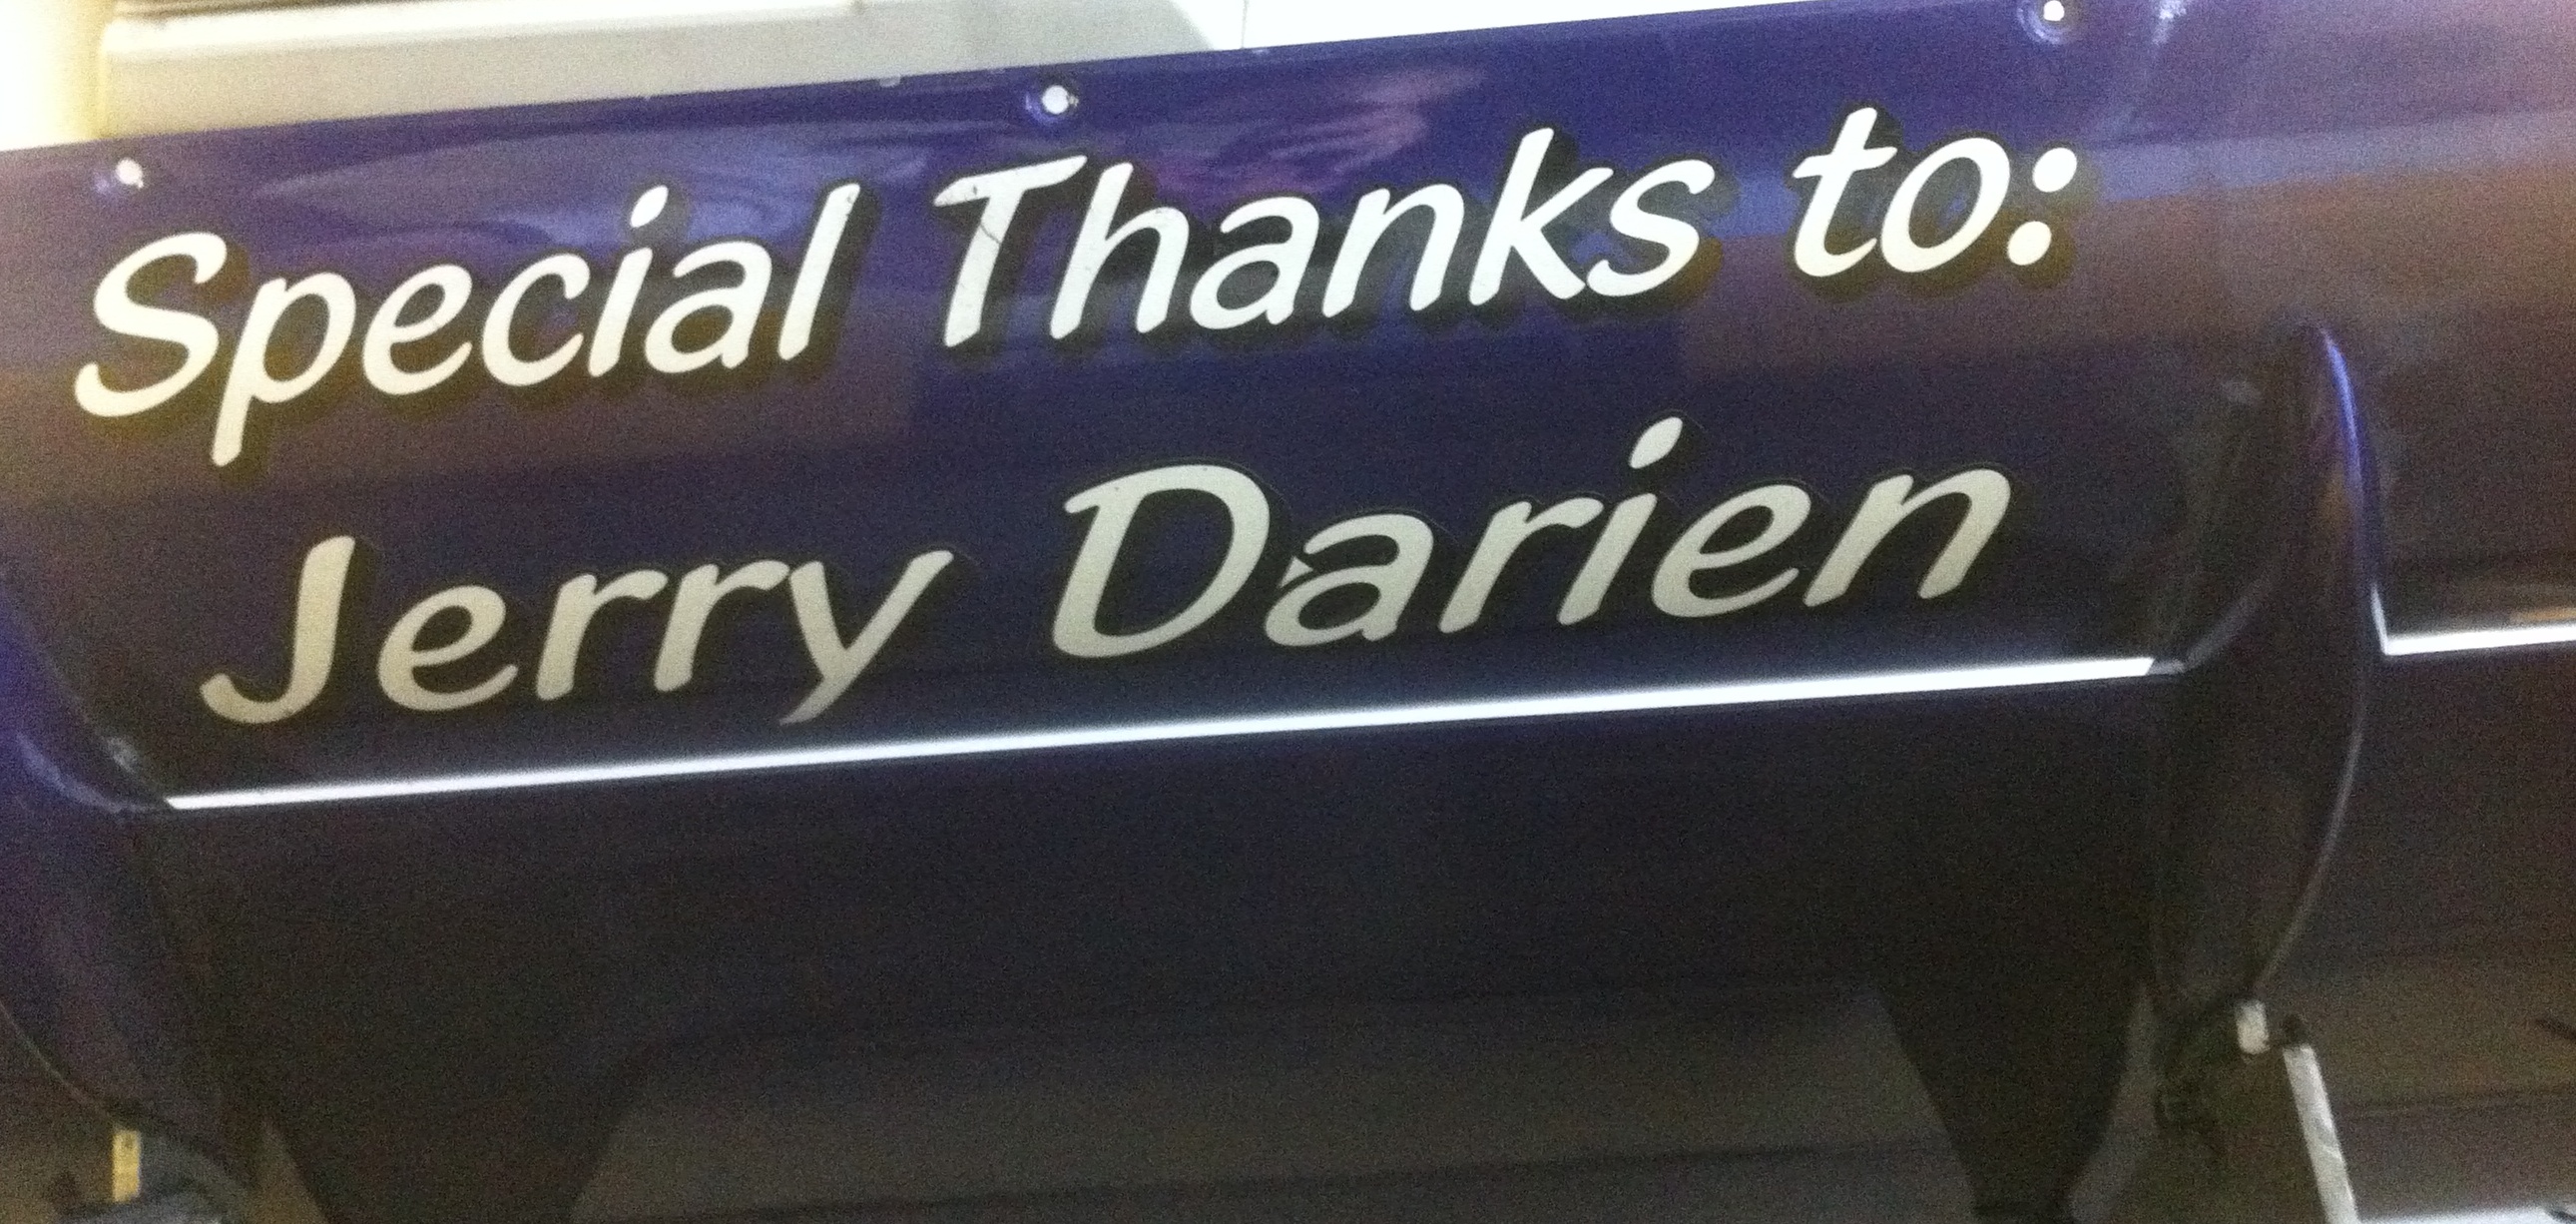 Special Thanks to:
Jerry Darien